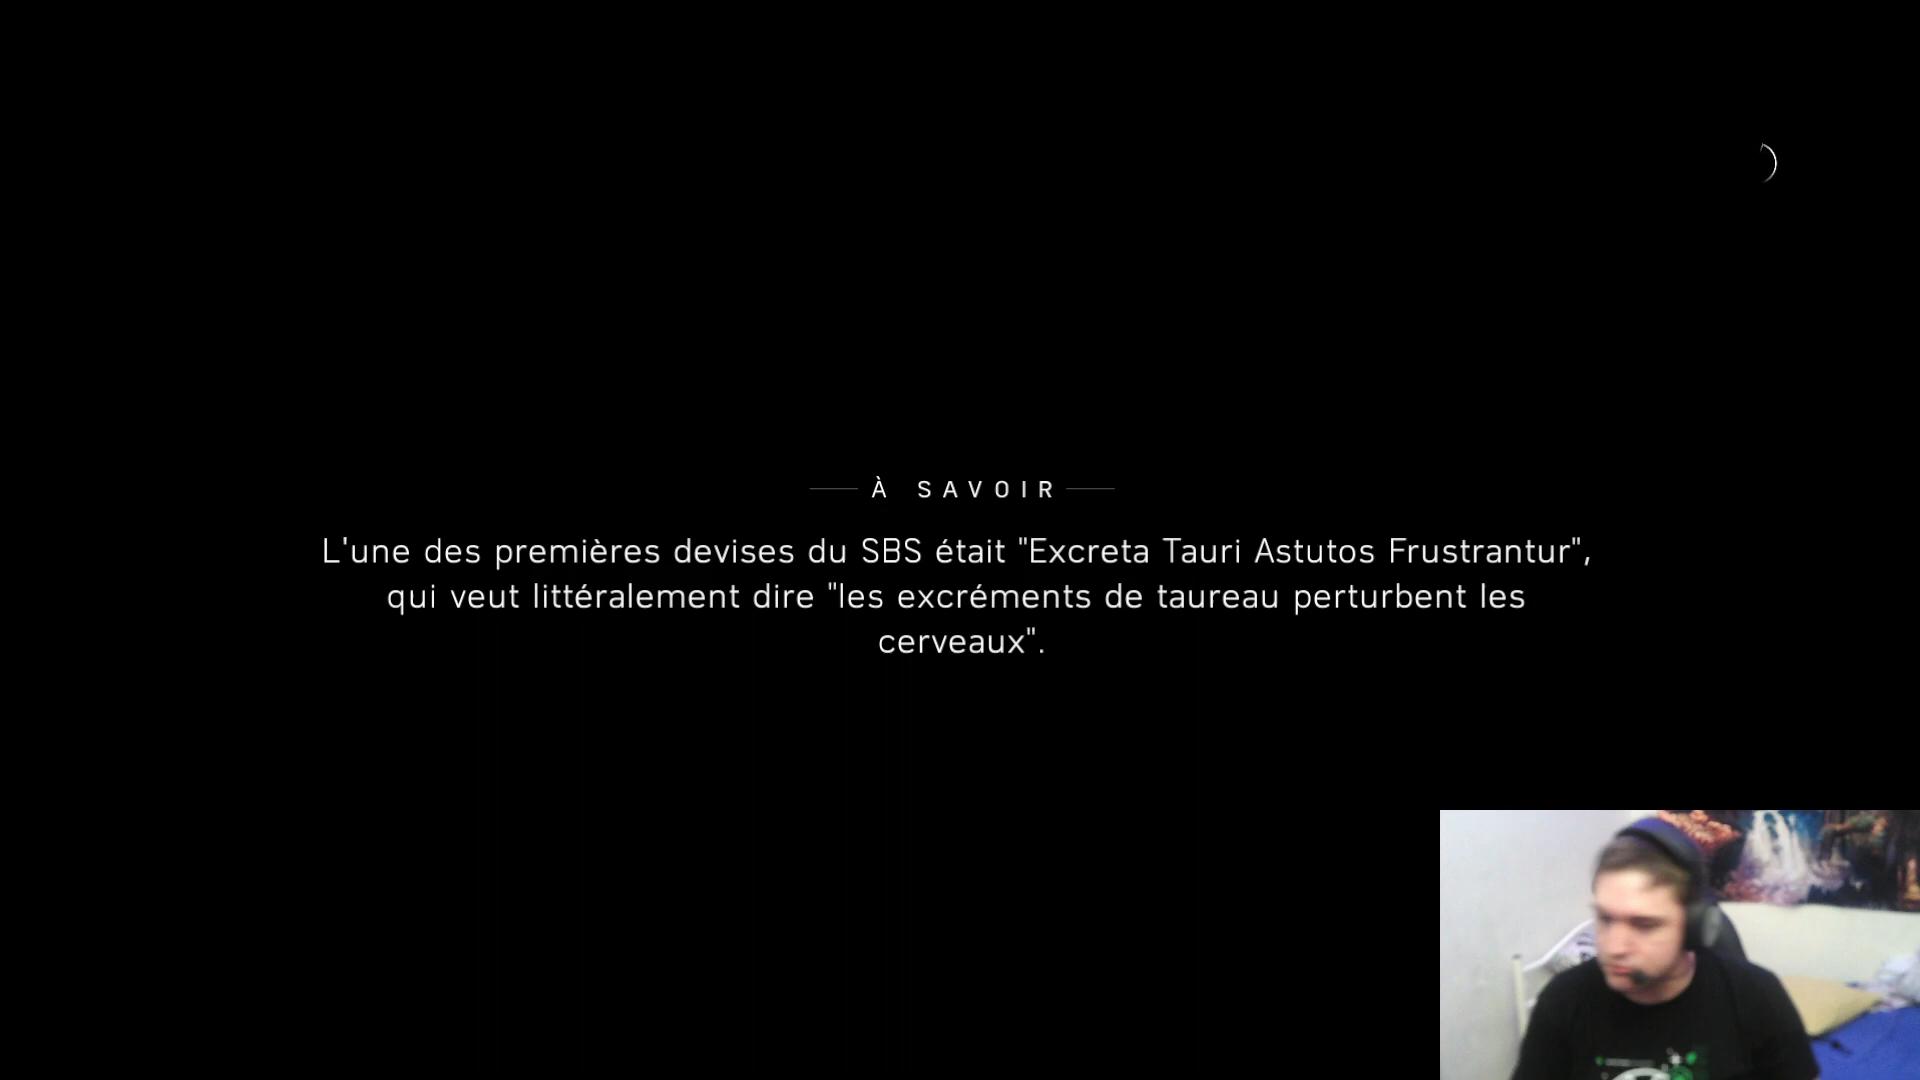 À SAVOIR
L'une des premières devises du SBS était "Excreta Tauri Astutos Frustrantur",
qui veut littéralement dire "les excréments de taureau perturbent les
cerveaux".